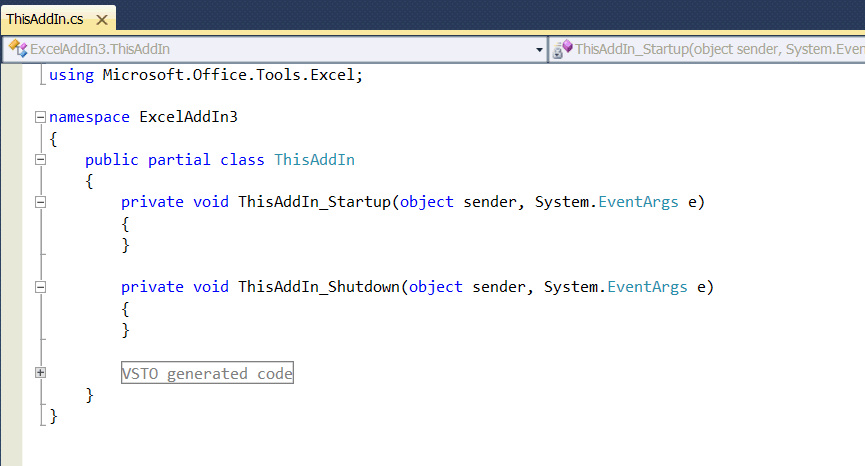 ThisAddIn.cs
ExcelAddIn3.ThisAddIn
ThisAddIn_Startup(object sender, System.Even
using Microsoft.Office.Tools.Excel;
namespace ExcelAddIn3
{
public partial class ThisAddIn
{
private void ThisAddIn_Startup(object sender, System.EventArgs e)
{
}
private void ThisAddIn_Shutdown(object sender, System.EventArgs e)
{
}
VSTO generated code
}
}